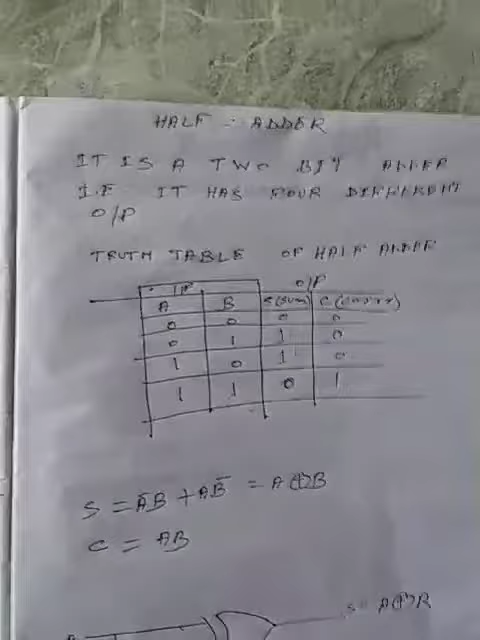 HALF - ADDER
IT IS A TWO BIT ADDER
I.E IT HAS FOUR DIFFERENT
O/P
TRUTH TABLE OF HALF ADDER
I/P O/P
A B S(sum) C(carry)
0 0 0 0
0 1 1 0
1 0 1 0
1 1 0 1
S = A̅B + AB̅ = A⊕B
C = AB
S = A⊕B